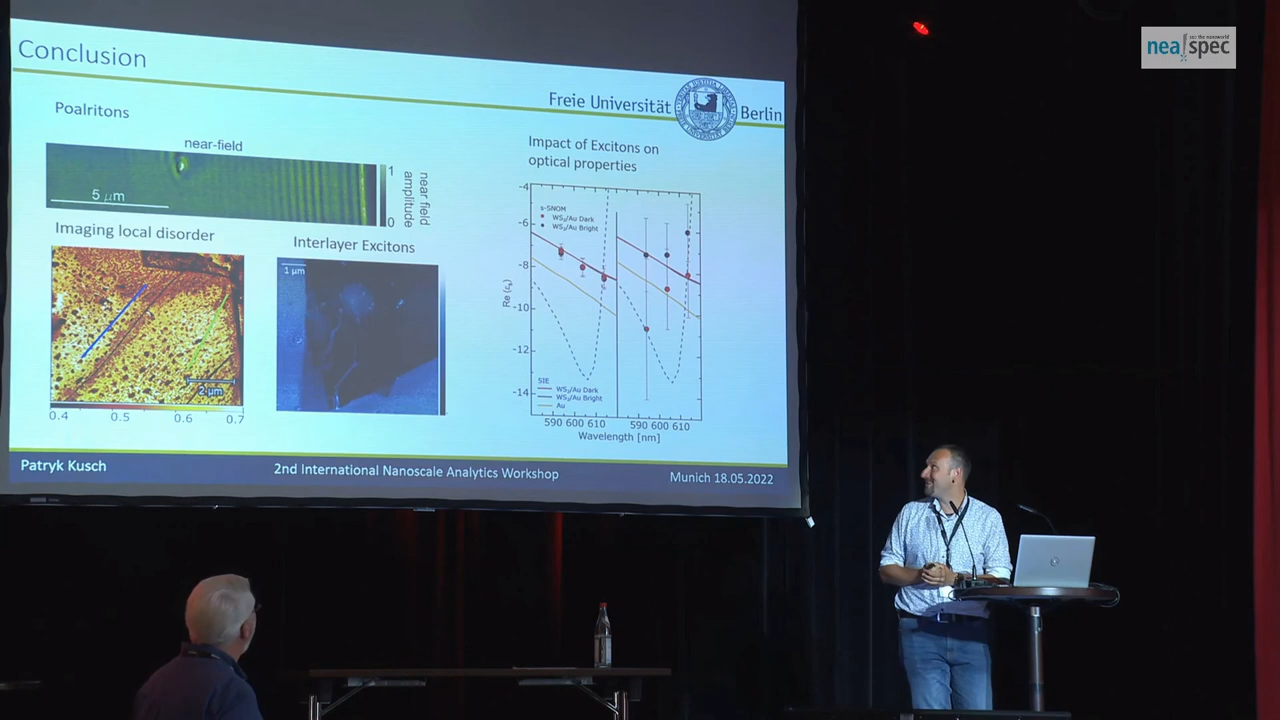 Conclusion
nea spec
see the nanoworld
Freie Universität Berlin
Poalritons
near-field
5 µm
1
0
near field
amplitude
Imaging local disorder
2 µm
0.4 0.5 0.6 0.7
Interlayer Excitons
1 µm
Impact of Excitons on
optical properties
-4
-6
-8
-10
-12
-14
Re (ε
s-SNOM
WS₂/Au Dark
WS₂/Au Bright
SIE
WS₂/Au Dark
WS₂/Au Bright
Au
590 600 610 590 600 610
Wavelength [nm]
Patryk Kusch
2nd International Nanoscale Analytics Workshop
Munich 18.05.2022